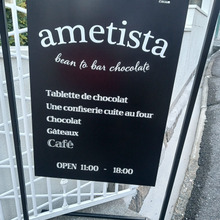 ametista
bean to bar chocolate
Tablette de chocolat
Une confiserie cuite au four
Chocolat
Gâteaux
Café
OPEN 11:00 - 18:00